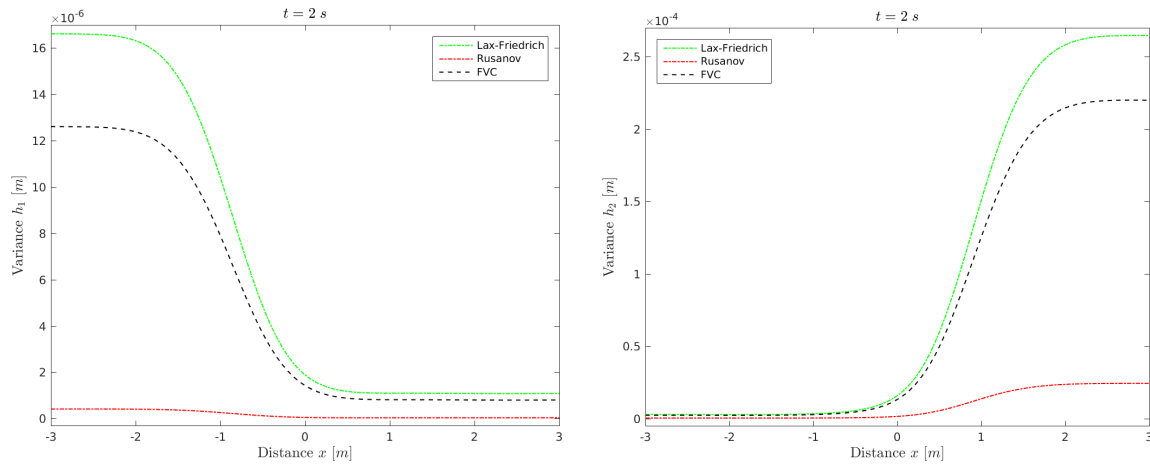 ×10⁻⁶
t = 2 s
16
14
12
10
8
6
4
2
0
Variance h₁ [m]
-3 -2 -1 0 1 2 3
Distance x [m]
Lax-Friedrich
Rusanov
FVC
×10⁻⁴
t = 2 s
2.5
2
1.5
1
0.5
0
Variance h₂ [m]
-3 -2 -1 0 1 2 3
Distance x [m]
Lax-Friedrich
Rusanov
FVC